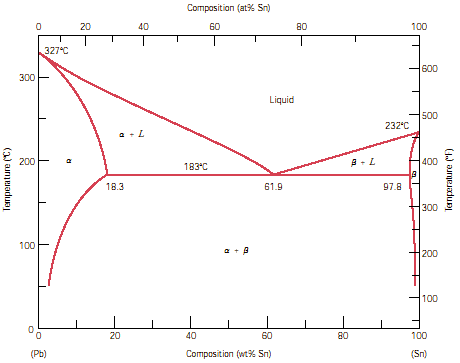 Composition (at% Sn)
0 20 40 60 80 100
327°C
600
300
Liquid
500
232°C
α + L
183°C
α
200
β + L
400
β
18.3 61.9 97.8
Temperature (°C)
Temperature (°F)
300
100
α + β
200
100
0
0 20 40 60 80 100
(Pb) Composition (wt% Sn) (Sn)